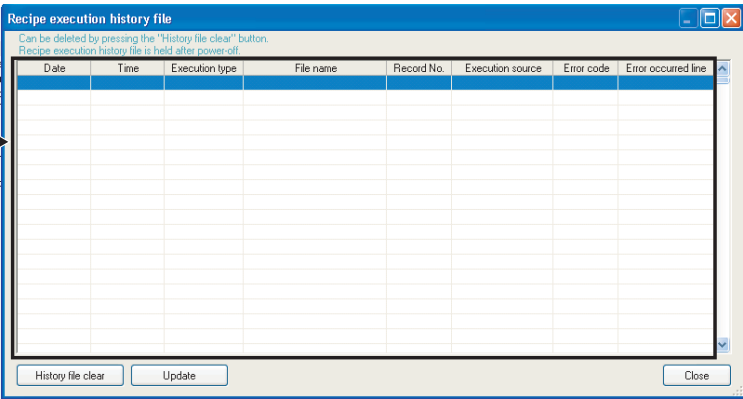 Recipe execution history file
Can be deleted by pressing the "History file clear" button.
Recipe execution history file is held after power-off.
Date Time Execution type File name Record No. Execution source Error code Error occurred line
History file clear Update Close